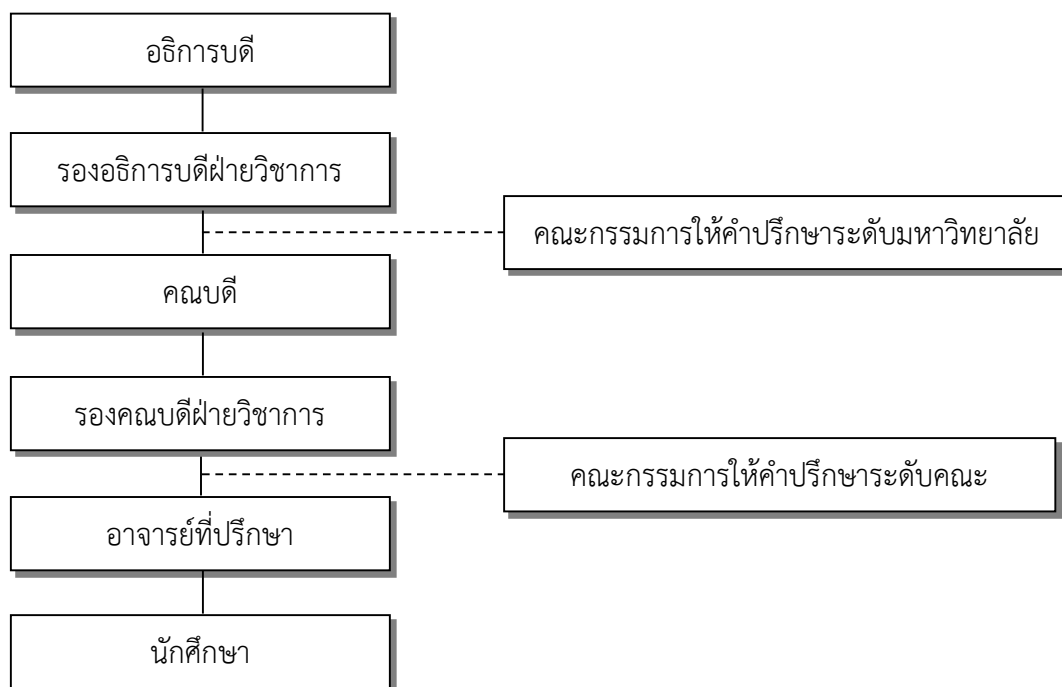 อธิการบดี
รองอธิการบดีฝ่ายวิชาการ
คณะกรรมการให้คำปรึกษาระดับมหาวิทยาลัย
คณบดี
รองคณบดีฝ่ายวิชาการ
คณะกรรมการให้คำปรึกษาระดับคณะ
อาจารย์ที่ปรึกษา
นักศึกษา